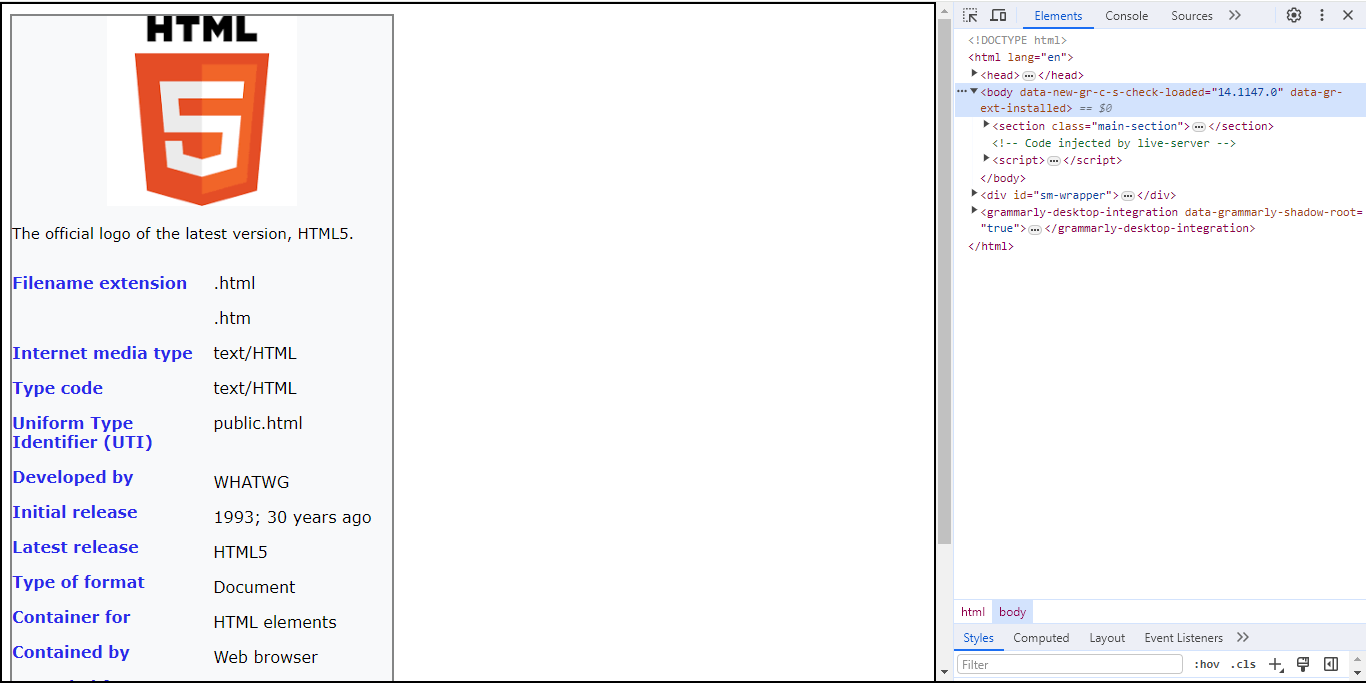 HTML
5
The official logo of the latest version, HTML5.
Filename extension .html
.htm
Internet media type text/HTML
Type code text/HTML
Uniform Type public.html
Identifier (UTI)
Developed by WHATWG
Initial release 1993; 30 years ago
Latest release HTML5
Type of format Document
Container for HTML elements
Contained by Web browser
Elements Console Sources
<!DOCTYPE html>
<html lang="en">
<head>…</head>
<body data-new-gr-c-s-check-loaded="14.1147.0" data-gr-
ext-installed> == $0
<section class="main-section">…</section>
<!-- Code injected by live-server -->
<script>…</script>
</body>
<div id="sm-wrapper">…</div>
<grammarly-desktop-integration data-grammarly-shadow-root=
"true">…</grammarly-desktop-integration>
</html>
html body
Styles Computed Layout Event Listeners
Filter :hov .cls